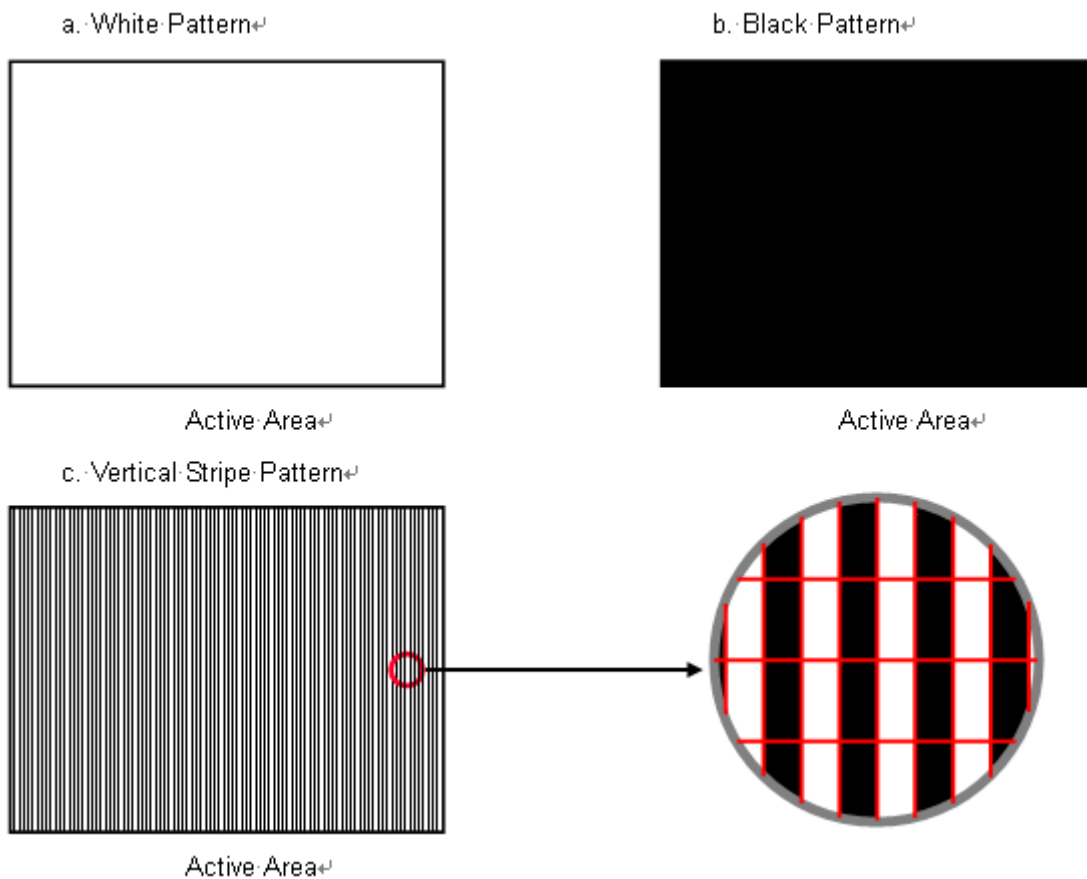 a. White Pattern↵
b. Black Pattern↵
Active Area↵
Active Area↵
c. Vertical Stripe Pattern↵
Active Area↵